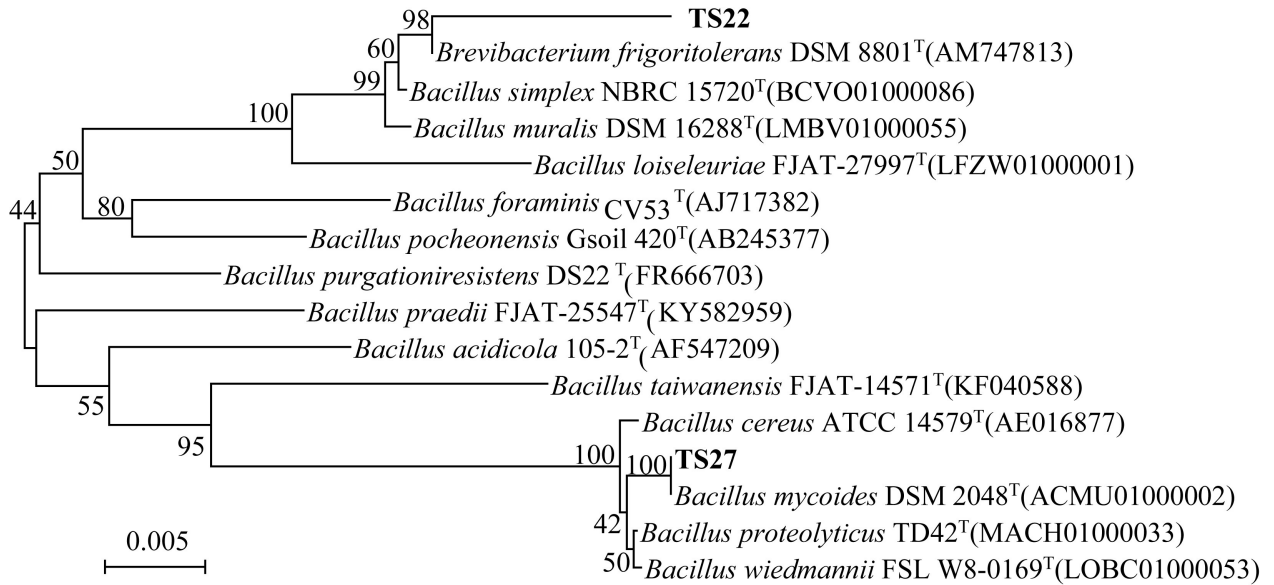 98 TS22
60 Brevibacterium frigoritolerans DSM 8801ᵀ(AM747813)
99 Bacillus simplex NBRC 15720ᵀ(BCVO01000086)
100 Bacillus muralis DSM 16288ᵀ(LMBV01000055)
50 Bacillus loiseleuriae FJAT-27997ᵀ(LFZW01000001)
44 80 Bacillus foraminis CV53ᵀ(AJ717382)
Bacillus pocheonensis Gsoil 420ᵀ(AB245377)
Bacillus purgationiresistens DS22ᵀ(FR666703)
Bacillus praedii FJAT-25547ᵀ(KY582959)
Bacillus acidicola 105-2ᵀ(AF547209)
55 Bacillus taiwanensis FJAT-14571ᵀ(KF040588)
95 Bacillus cereus ATCC 14579ᵀ(AE016877)
100 100 TS27
Bacillus mycoides DSM 2048ᵀ(ACMU01000002)
42 Bacillus proteolyticus TD42ᵀ(MACH01000033)
0.005 50 Bacillus wiedmannii FSL W8-0169ᵀ(LOBC01000053)